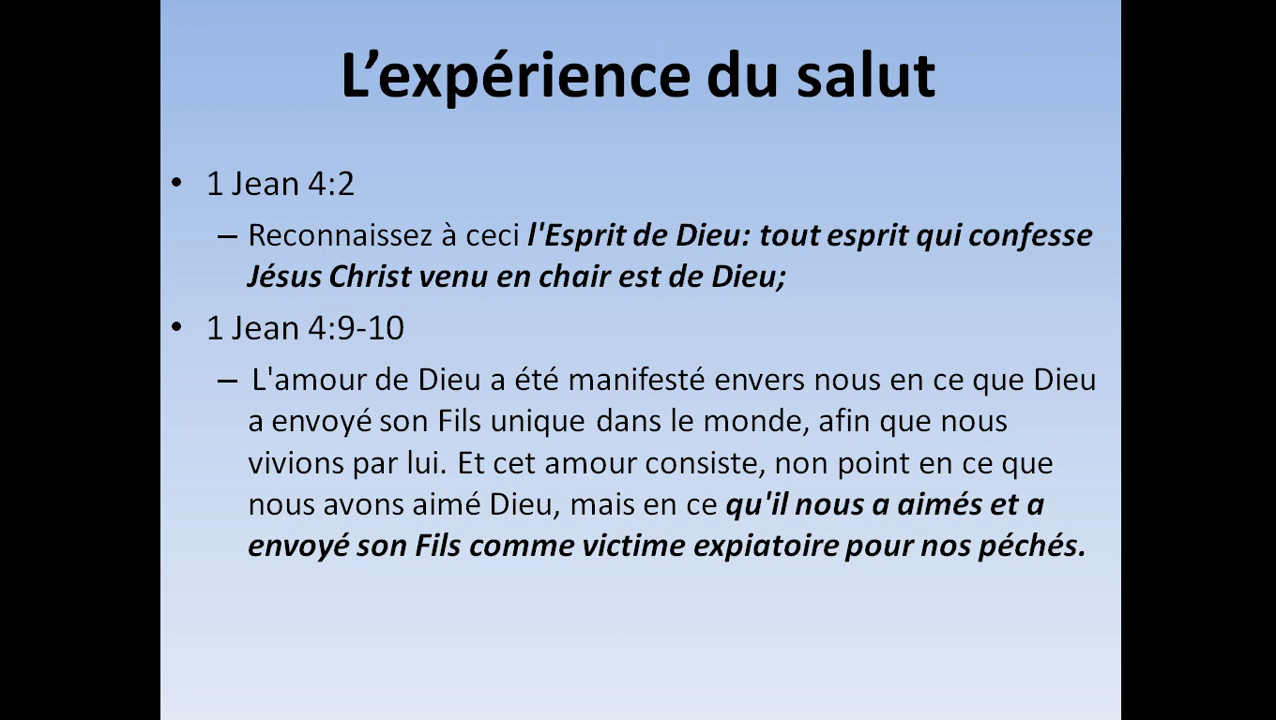 L’expérience du salut
• 1 Jean 4:2
– Reconnaissez à ceci l'Esprit de Dieu: tout esprit qui confesse
Jésus Christ venu en chair est de Dieu;
• 1 Jean 4:9-10
– L'amour de Dieu a été manifesté envers nous en ce que Dieu
a envoyé son Fils unique dans le monde, afin que nous
vivions par lui. Et cet amour consiste, non point en ce que
nous avons aimé Dieu, mais en ce qu'il nous a aimés et a
envoyé son Fils comme victime expiatoire pour nos péchés.